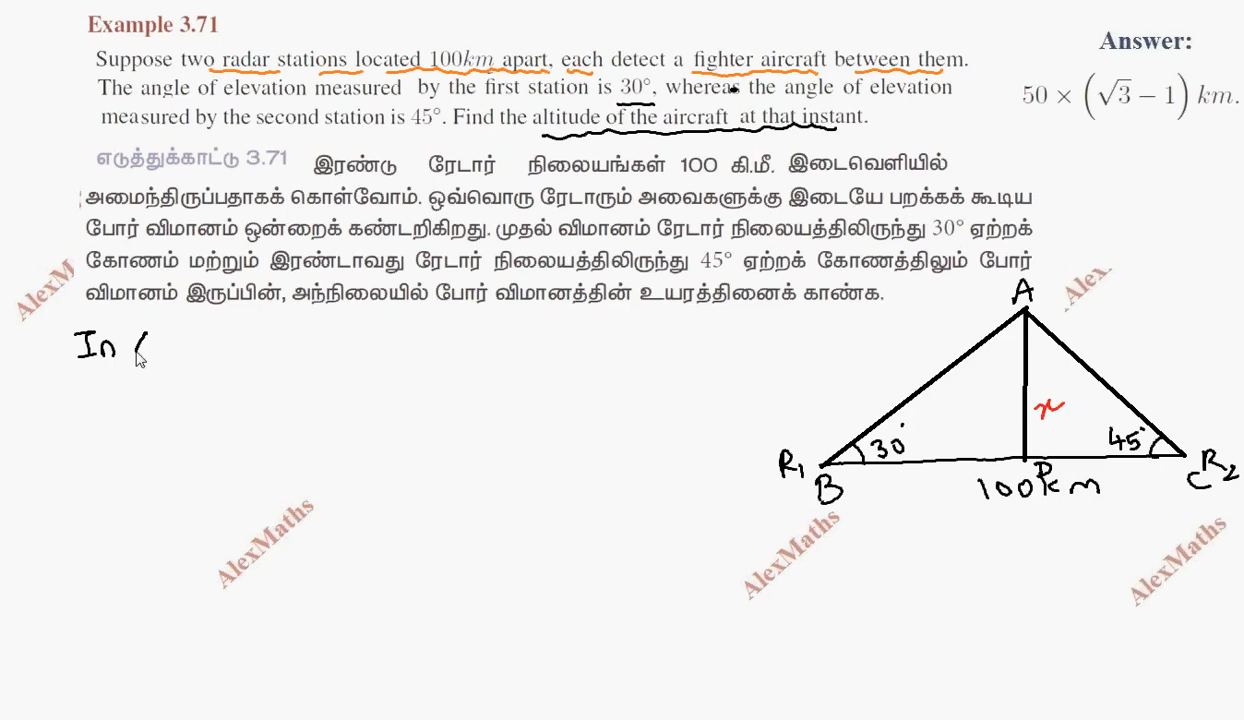 Example 3.71
Suppose two radar stations located 100km apart, each detect a fighter aircraft between them.
The angle of elevation measured by the first station is 30°, whereas the angle of elevation
measured by the second station is 45°. Find the altitude of the aircraft at that instant.
Answer:
50 × (√3 − 1) km.
எடுத்துக்காட்டு 3.71 இரண்டு ரேடார் நிலையங்கள் 100 கி.மீ. இடைவெளியில்
அமைந்திருப்பதாகக் கொள்வோம். ஒவ்வொரு ரேடாரும் அவைகளுக்கு இடையே பறக்கக் கூடிய
போர் விமானம் ஒன்றைக் கண்டறிகிறது. முதல் விமானம் ரேடார் நிலையத்திலிருந்து 30° ஏற்றக்
கோணம் மற்றும் இரண்டாவது ரேடார் நிலையத்திலிருந்து 45° ஏற்றக் கோணத்திலும் போர்
விமானம் இருப்பின், அந்நிலையில் போர் விமானத்தின் உயரத்தினைக் காண்க.
AlexM
Alex
In (
A
x
30°
45°
R1
B
P
C
R2
100km
AlexMaths
AlexMaths
AlexMaths